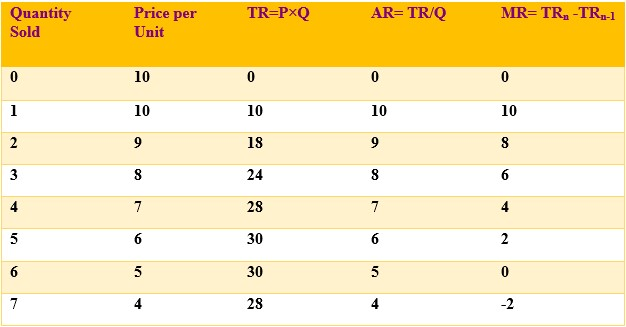 Quantity Sold Price per Unit TR=P×Q AR= TR/Q MR= TRn -TRn-1
0 10 0 0 0
1 10 10 10 10
2 9 18 9 8
3 8 24 8 6
4 7 28 7 4
5 6 30 6 2
6 5 30 5 0
7 4 28 4 -2